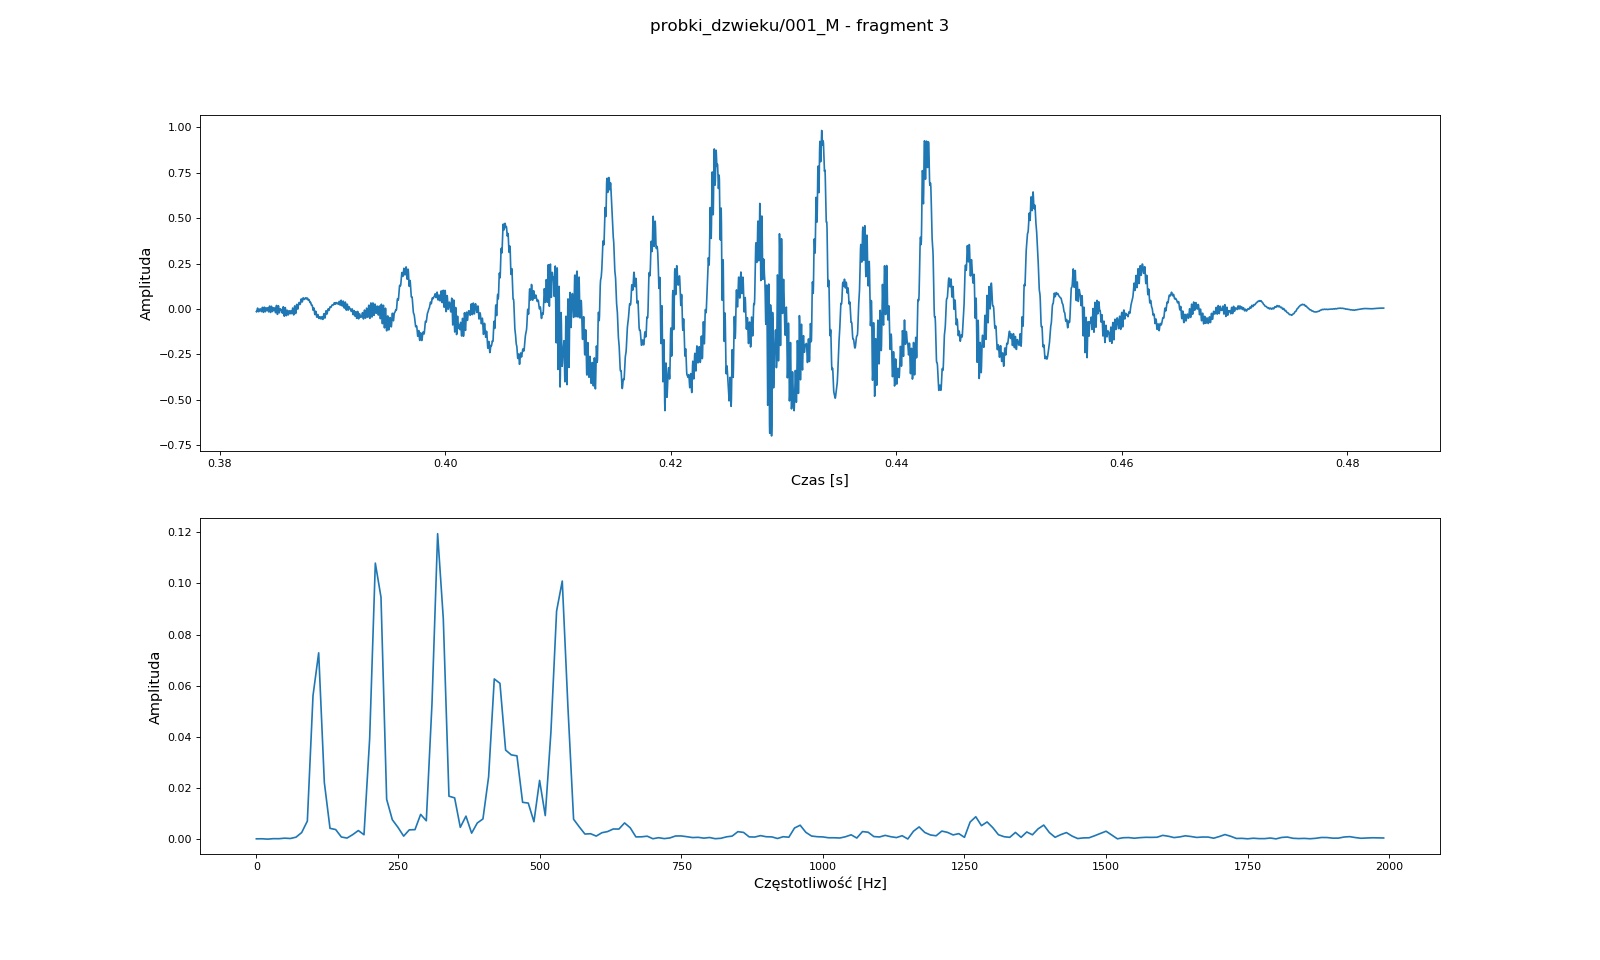 probki_dzwieku/001_M - fragment 3
1.00
0.75
0.50
0.25
0.00
−0.25
−0.50
−0.75
Amplituda
0.38 0.40 0.42 0.44 0.46 0.48
Czas [s]
0.12
0.10
0.08
0.06
0.04
0.02
0.00
Amplituda
0 250 500 750 1000 1250 1500 1750 2000
Częstotliwość [Hz]